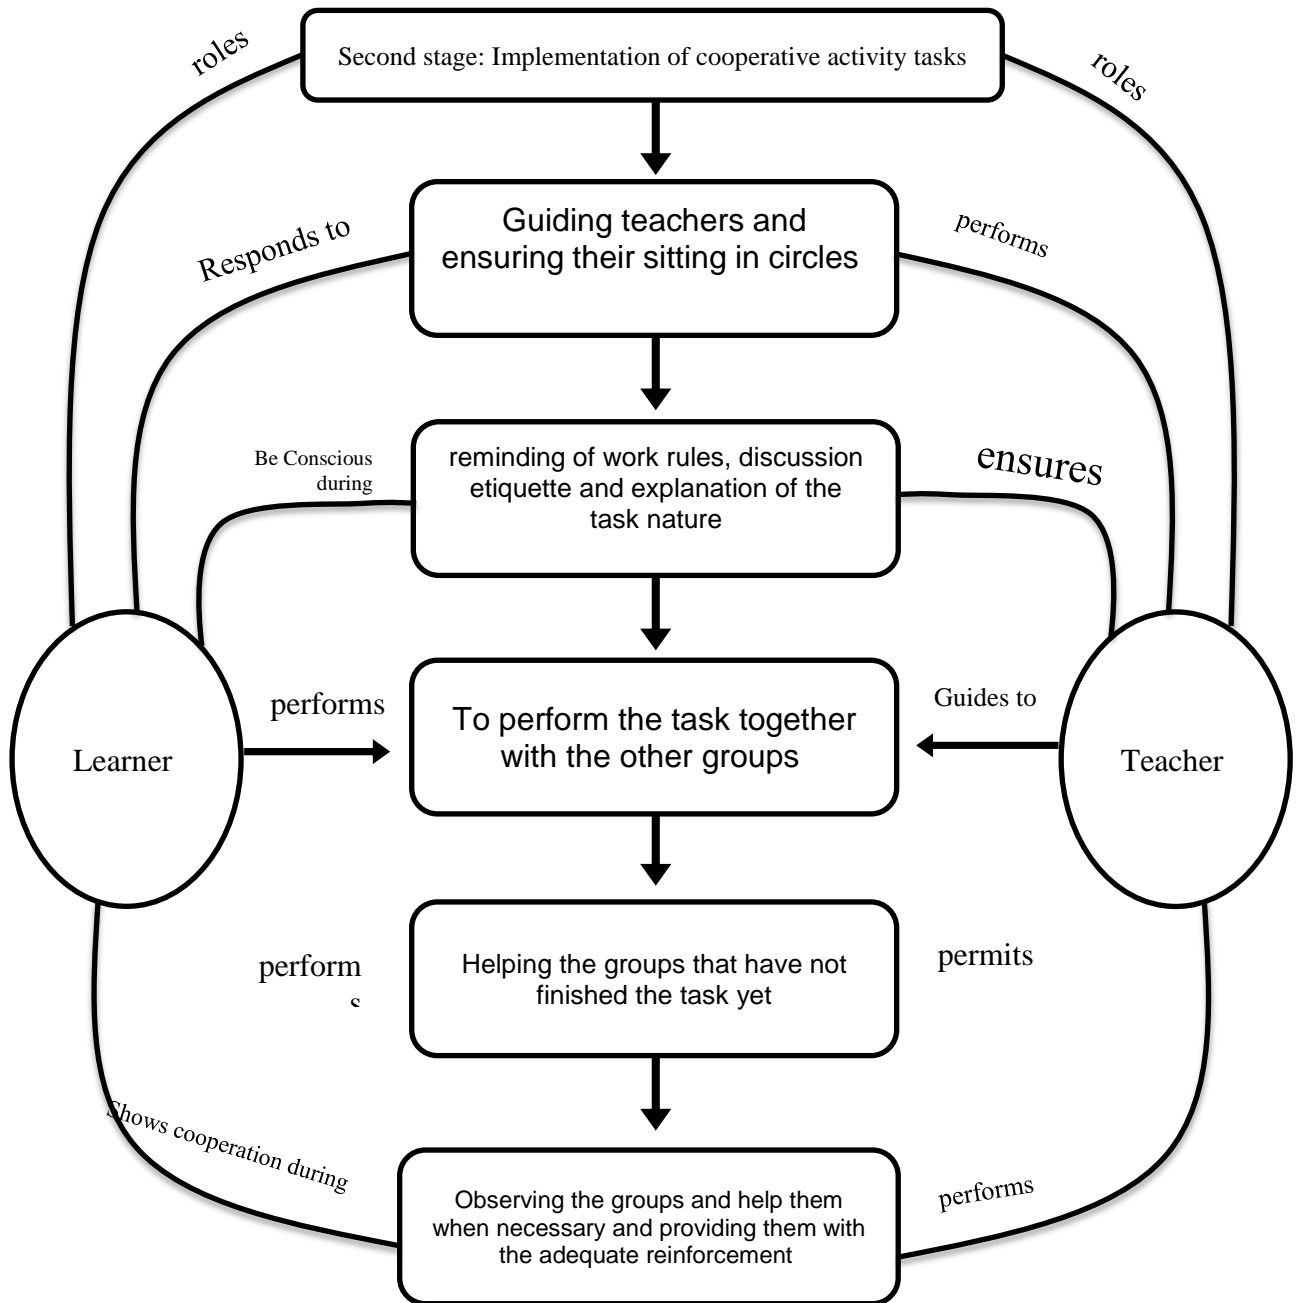 roles
Second stage: Implementation of cooperative activity tasks
roles
Responds to
Guiding teachers and
ensuring their sitting in circles
performs
Be Conscious
during
reminding of work rules, discussion
etiquette and explanation of the
task nature
ensures
Learner
performs
To perform the task together
with the other groups
Guides to
Teacher
perform
s
Helping the groups that have not
finished the task yet
permits
Shows cooperation during
Observing the groups and help them
when necessary and providing them with
the adequate reinforcement
performs